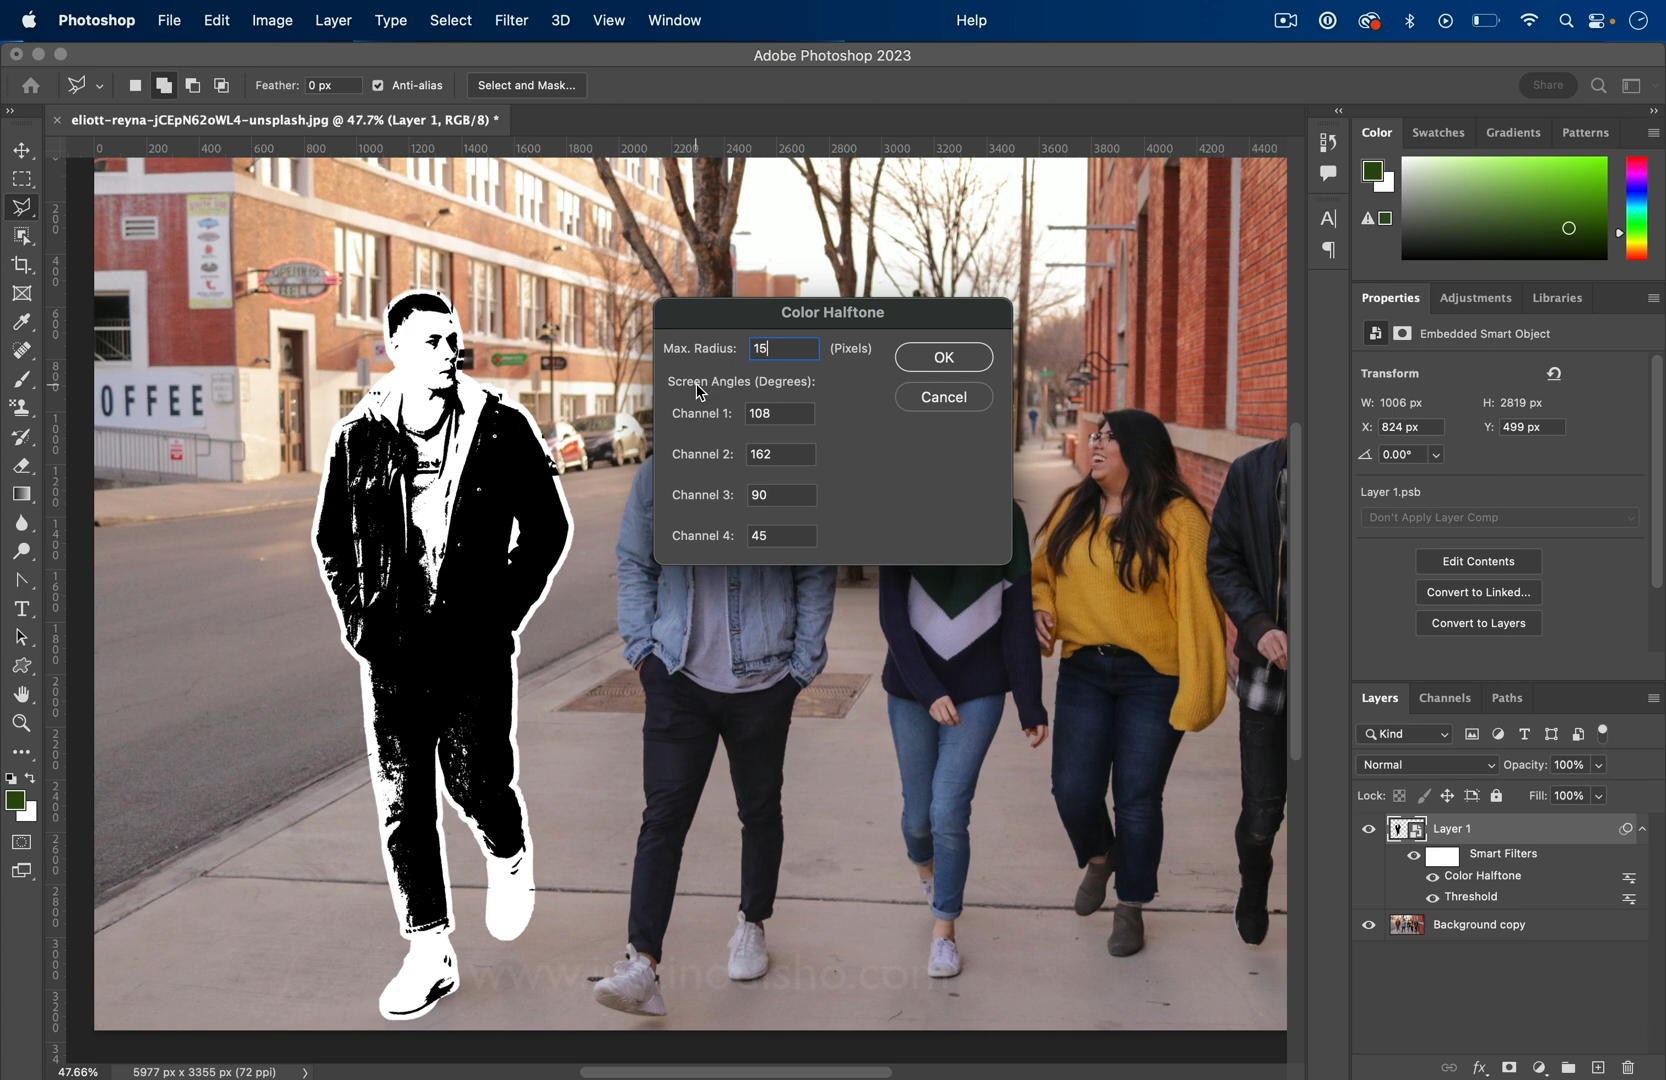 Photoshop File Edit Image Layer Type Select Filter 3D View Window Help
Adobe Photoshop 2023
Feather: 0 px Anti-alias Select and Mask... Share
eliott-reyna-jCEpN62oWL4-unsplash.jpg @ 47.7% (Layer 1, RGB/8) *
0 200 400 600 800 1000 1200 1400 1600 1800 2000 2200 2400 2600 2800 3000 3200 3400 3600 3800 4000 4200 4400
OFFEE
Color Halftone
Max. Radius: 15 (Pixels)
OK
Screen Angles (Degrees):
Cancel
Channel 1: 108
Channel 2: 162
Channel 3: 90
Channel 4: 45
Color Swatches Gradients Patterns
Properties Adjustments Libraries
Embedded Smart Object
Transform
W: 1006 px H: 2819 px
X: 824 px Y: 499 px
0.00°
Layer 1.psb
Don't Apply Layer Comp
Edit Contents
Convert to Linked...
Convert to Layers
Layers Channels Paths
Kind
Normal Opacity: 100%
Lock: Fill: 100%
Layer 1
Smart Filters
Color Halftone
Threshold
Background copy
47.66% 5977 px x 3355 px (72 ppi)